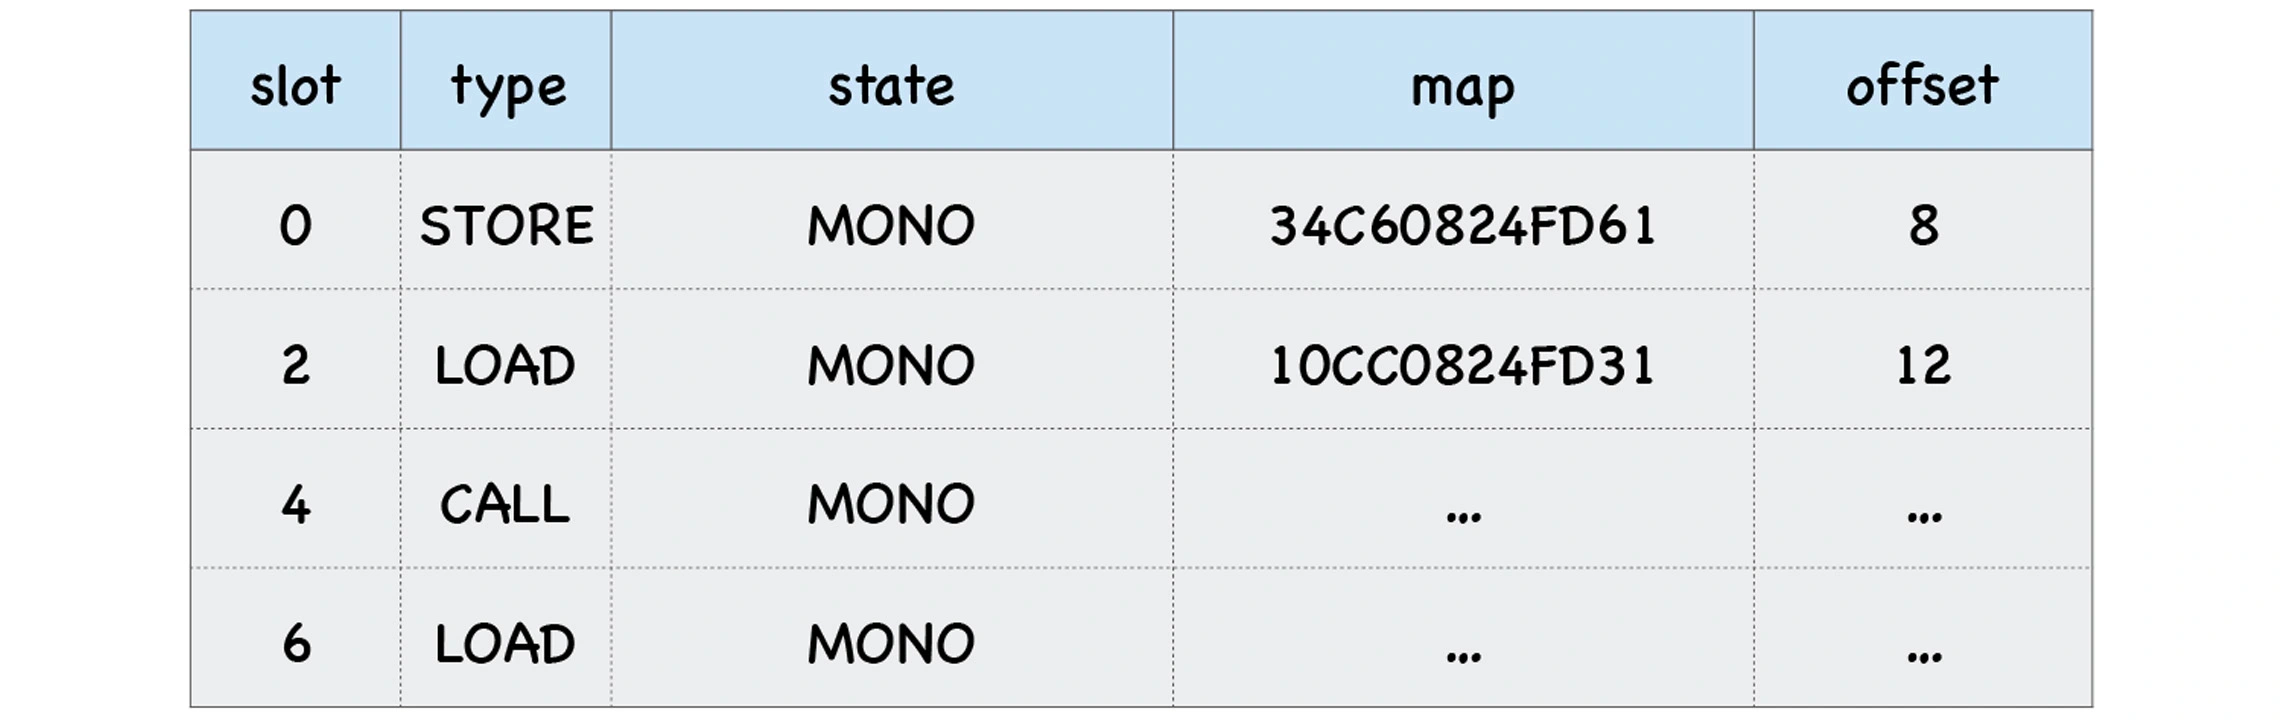 slot type state map offset
0 STORE MONO 34C60824FD61 8
2 LOAD MONO 10CC0824FD31 12
4 CALL MONO ... ...
6 LOAD MONO ... ...